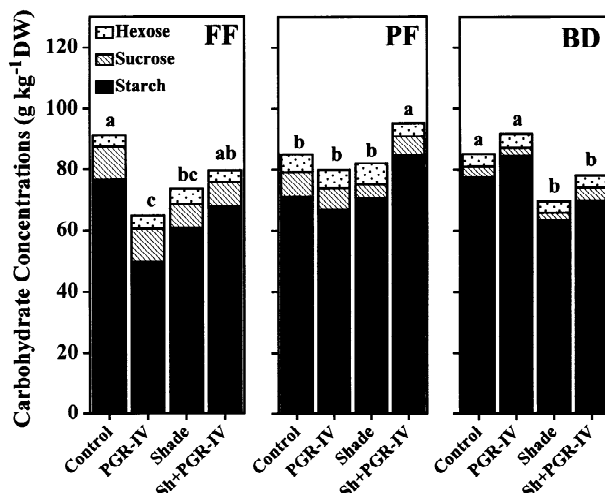 Carbohydrate Concentrations (g kg⁻¹DW)
120
100
80
60
40
20
0
Hexose
Sucrose
Starch
FF
a
c
bc
ab
PF
b
b
b
a
BD
a
a
b
b
Control
PGR-IV
Shade
Sh+PGR-IV
Control
PGR-IV
Shade
Sh+PGR-IV
Control
PGR-IV
Shade
Sh+PGR-IV